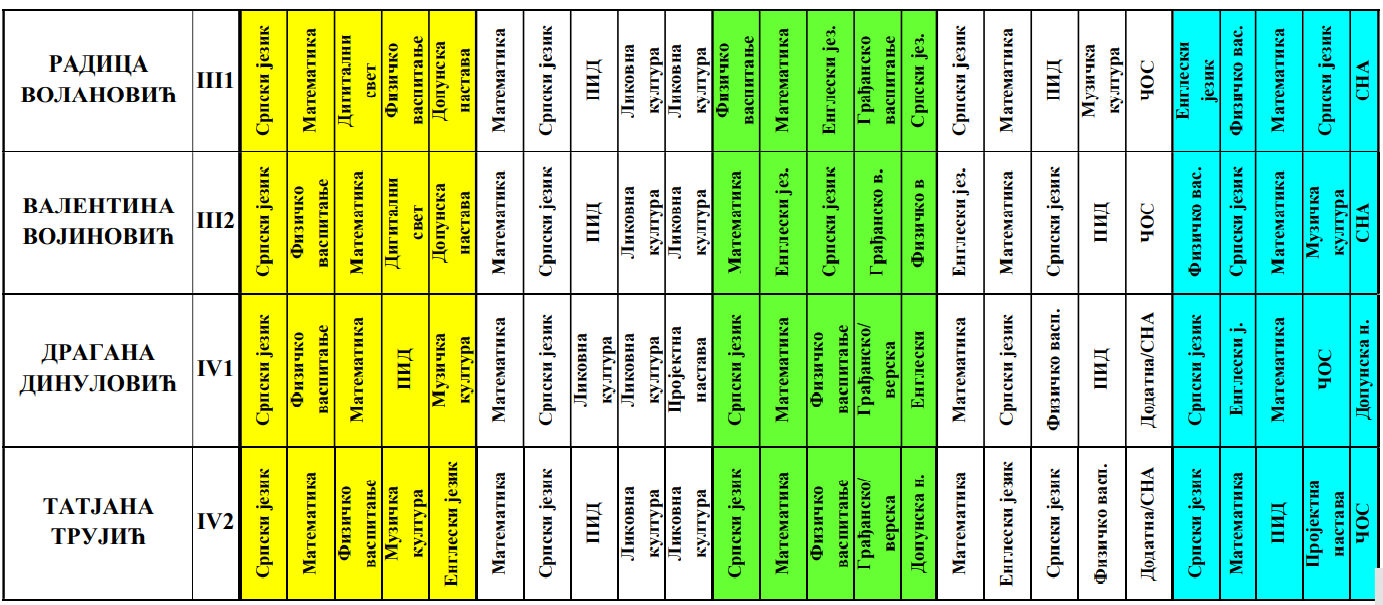 РАДИЦА
ВОЛАНОВИЋ
III1
Српски језик
Математика
Дигитални
свет
Физичко
васпитање
Допунска
настава
Математика
Српски језик
ПИД
Ликовна
култура
Ликовна
култура
Физичко
васпитање
Математика
Енглески јез.
Грађанско
васпитање
Српски јез.
Српски језик
Математика
ПИД
Музичка
култура
ЧОС
Енглески
језик
Физичко вас.
Математика
Српски језик
СНА
ВАЛЕНТИНА
ВОЈИНОВИЋ
III2
Српски језик
Физичко
васпитање
Математика
Дигитални
свет
Допунска
настава
Математика
Српски језик
ПИД
Ликовна
култура
Ликовна
култура
Математика
Енглески јез.
Српски језик
Грађанско в.
Физичко в
Енглески јез.
Математика
Српски језик
ПИД
ЧОС
Физичко вас.
Српски језик
Математика
Музичка
култура
СНА
ДРАГАНА
ДИНУЛОВИЋ
IV1
Српски језик
Физичко
васпитање
Математика
ПИД
Музичка
култура
Математика
Српски језик
Ликовна
култура
Ликовна
култура
Пројектна
настава
Српски језик
Математика
Физичко
васпитање
Грађанско/
верска
Енглески
Математика
Српски језик
Физичко васп.
ПИД
Додатна/СНА
Српски језик
Енглески ј.
Математика
ЧОС
Допунска н.
ТАТЈАНА
ТРУЈИЋ
IV2
Српски језик
Математика
Физичко
васпитање
Музичка
култура
Енглески језик
Математика
Српски језик
ПИД
Ликовна
култура
Ликовна
култура
Српски језик
Математика
Физичко
васпитање
Грађанско/
верска
Допунска н.
Математика
Енглески језик
Српски језик
Физичко васп.
Додатна/СНА
Српски језик
Математика
ПИД
Пројектна
настава
ЧОС